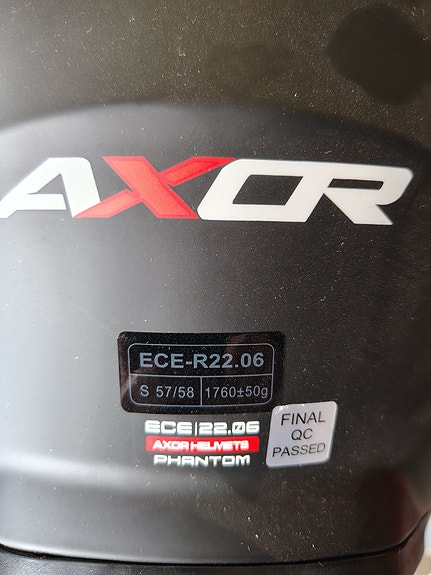 AXOR
ECE-R22.06
S 57/58 1760±50g
ECE|22.06
AXOR HELMETS
PHANTOM
FINAL
QC
PASSED